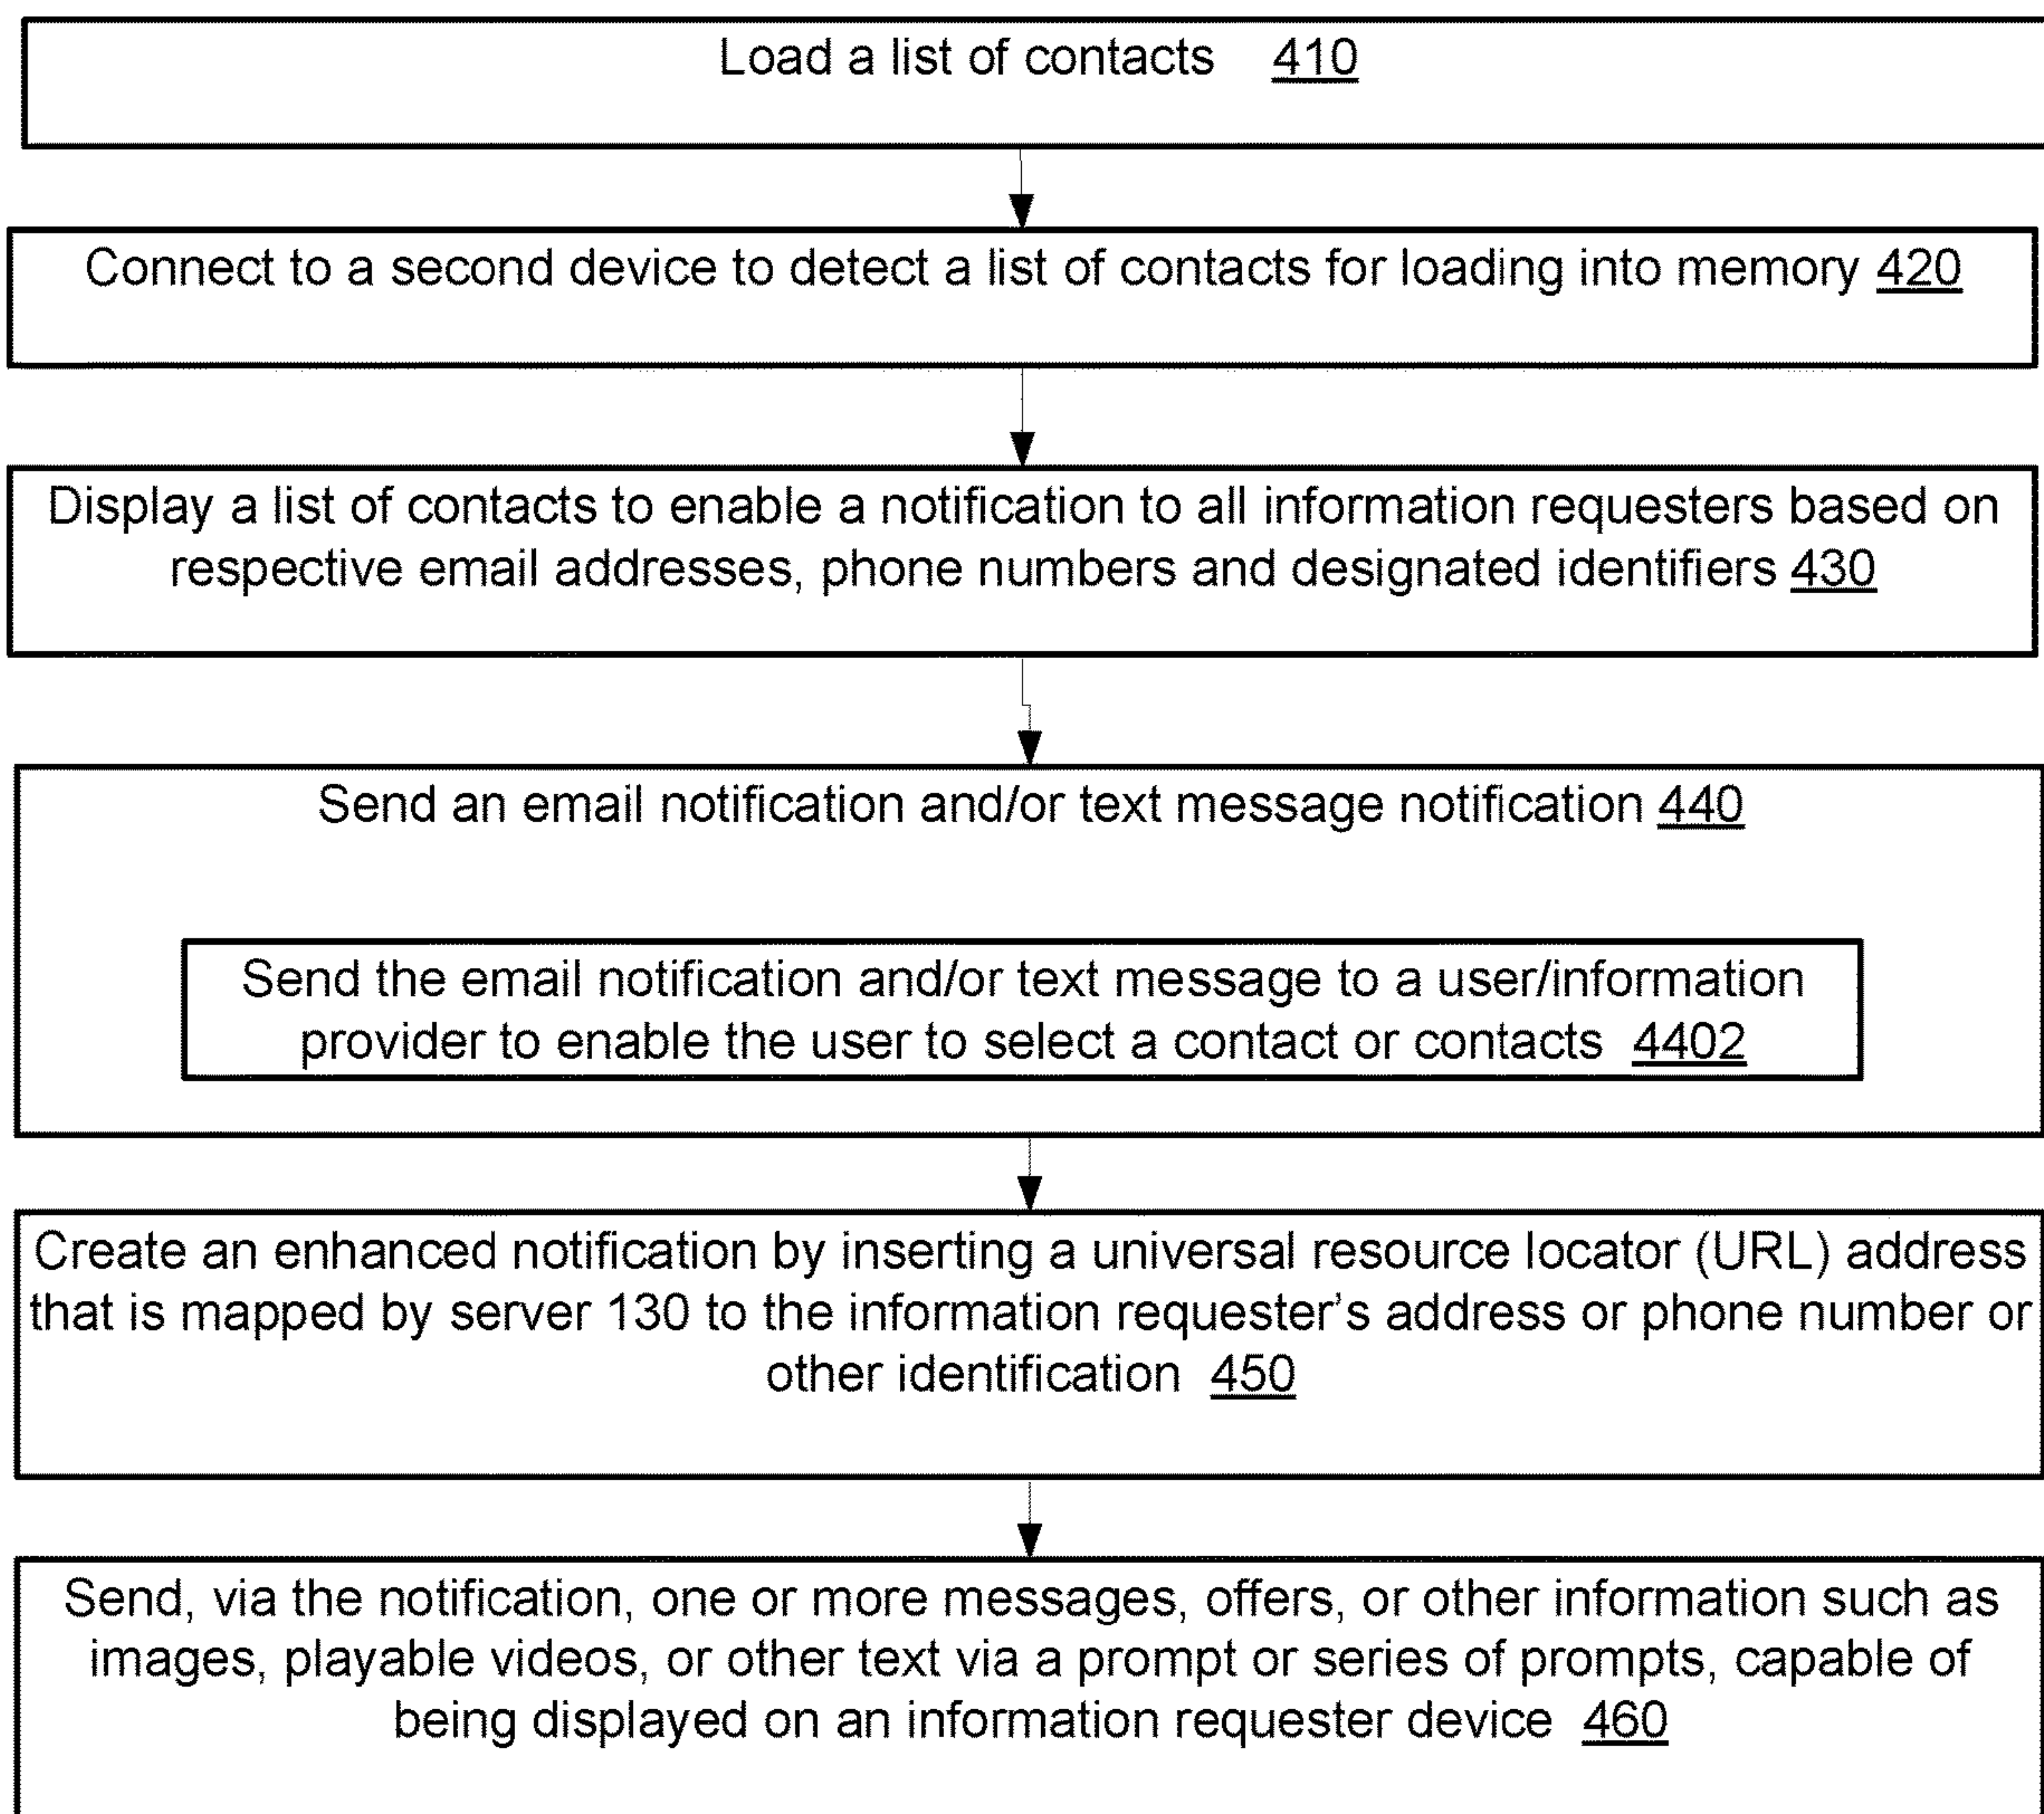 Load a list of contacts 410
Connect to a second device to detect a list of contacts for loading into memory 420
Display a list of contacts to enable a notification to all information requesters based on
respective email addresses, phone numbers and designated identifiers 430
Send an email notification and/or text message notification 440
Send the email notification and/or text message to a user/information
provider to enable the user to select a contact or contacts 4402
Create an enhanced notification by inserting a universal resource locator (URL) address
that is mapped by server 130 to the information requester's address or phone number or
other identification 450
Send, via the notification, one or more messages, offers, or other information such as
images, playable videos, or other text via a prompt or series of prompts, capable of
being displayed on an information requester device 460